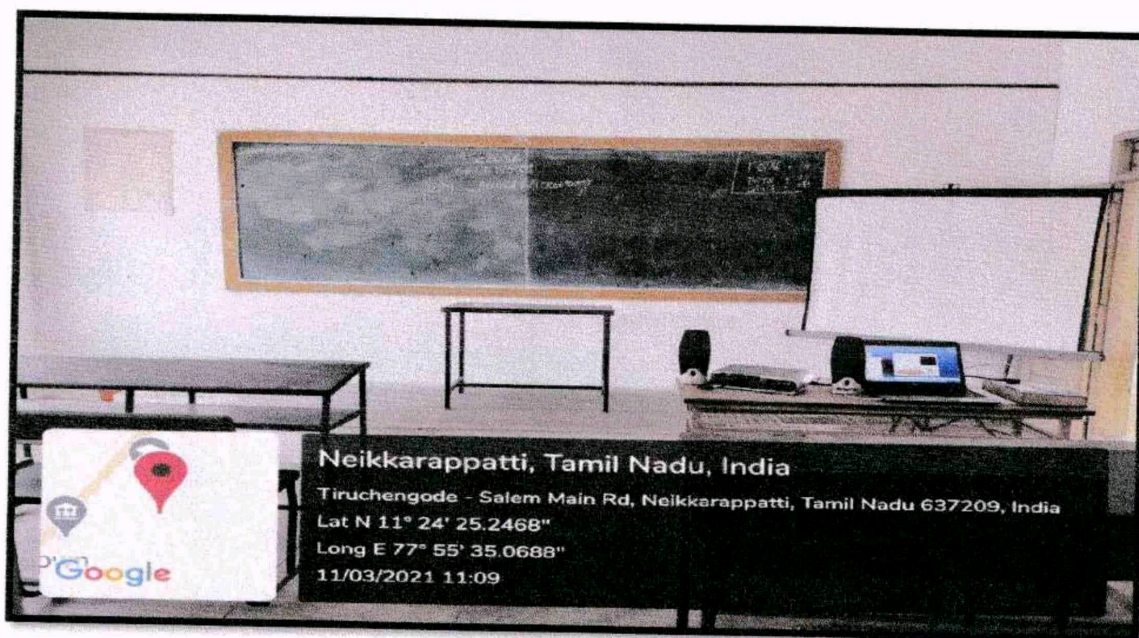 Neikkarappatti, Tamil Nadu, India
Tiruchengode - Salem Main Rd, Neikkarappatti, Tamil Nadu 637209, India
Lat N 11° 24' 25.2468"
Long E 77° 55' 35.0688"
11/03/2021 11:09
Google